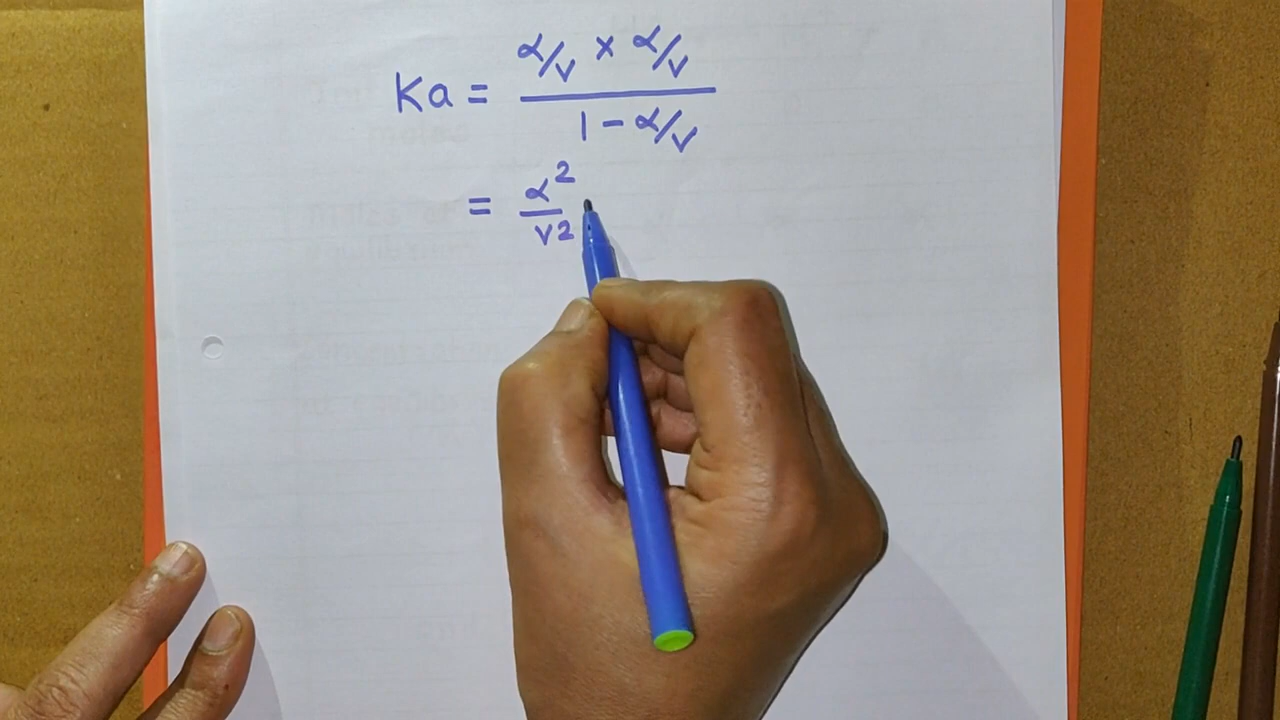 Ka = α/v × α/v
1 - α/v
= α²
v2